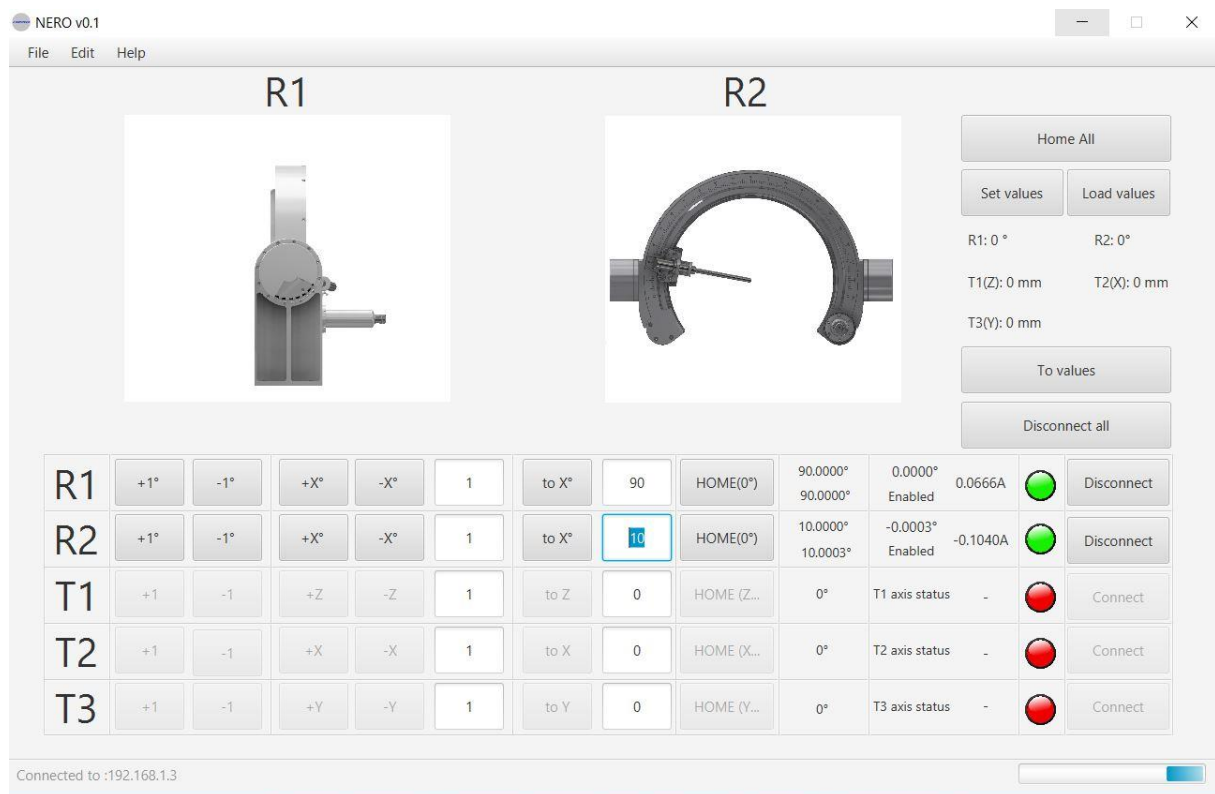 NERO v0.1
File Edit Help
R1 R2
Home All
Set values Load values
R1: 0 ° R2: 0°
T1(Z): 0 mm T2(X): 0 mm
T3(Y): 0 mm
To values
Disconnect all
R1 +1° -1° +X° -X° 1 to X° 90 HOME(0°) 90.0000° 0.0000° 0.0666A Disconnect
90.0000° Enabled
R2 +1° -1° +X° -X° 1 to X° 10 HOME(0°) 10.0000° -0.0003° -0.1040A Disconnect
10.0003° Enabled
T1 +1 -1 +Z -Z 1 to Z 0 HOME (Z... 0° T1 axis status - Connect
T2 +1 -1 +X -X 1 to X 0 HOME (X... 0° T2 axis status - Connect
T3 +1 -1 +Y -Y 1 to Y 0 HOME (Y... 0° T3 axis status - Connect
Connected to :192.168.1.3